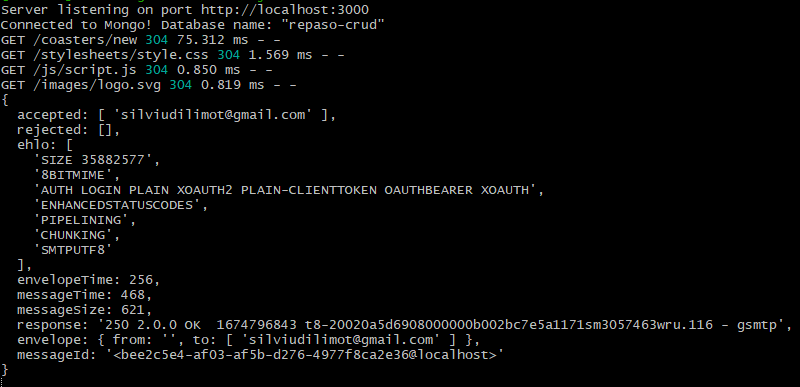 Server listening on port http://localhost:3000
Connected to Mongo! Database name: "repaso-crud"
GET /coasters/new 304 75.312 ms - -
GET /stylesheets/style.css 304 1.569 ms - -
GET /js/script.js 304 0.850 ms - -
GET /images/logo.svg 304 0.819 ms - -
{
  accepted: [ 'silviudilimot@gmail.com' ],
  rejected: [],
  ehlo: [
    'SIZE 35882577',
    '8BITMIME',
    'AUTH LOGIN PLAIN XOAUTH2 PLAIN-CLIENTTOKEN OAUTHBEARER XOAUTH',
    'ENHANCEDSTATUSCODES',
    'PIPELINING',
    'CHUNKING',
    'SMTPUTF8'
  ],
  envelopeTime: 256,
  messageTime: 468,
  messageSize: 621,
  response: '250 2.0.0 OK  1674796843 t8-20020a5d6908000000b002bc7e5a1171sm3057463wru.116 - gsmtp',
  envelope: { from: '', to: [ 'silviudilimot@gmail.com' ] },
  messageId: '<bee2c5e4-af03-af5b-d276-4977f8ca2e36@localhost>'
}